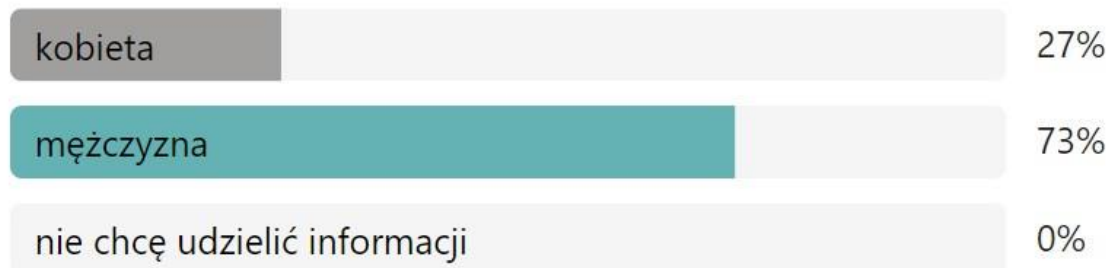 kobieta 27%
mężczyzna 73%
nie chcę udzielić informacji 0%